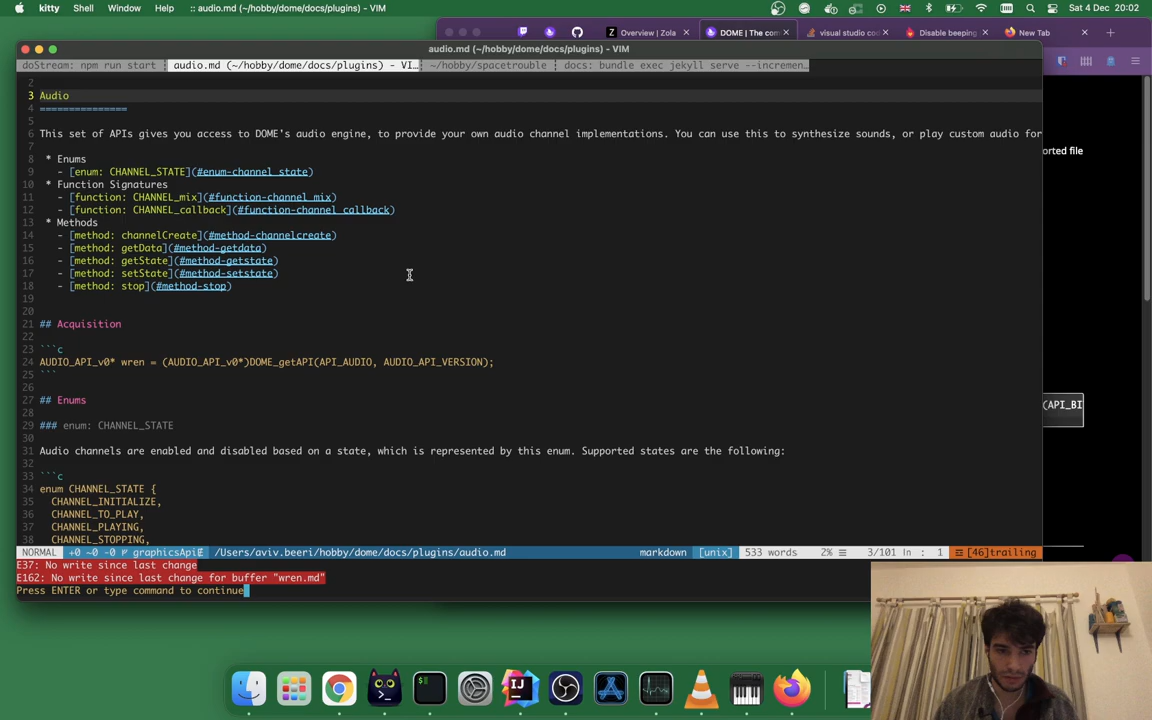 kitty Shell Window Help :: audio.md (~/hobby/dome/docs/plugins) - VIM
Sat 4 Dec 20:02
Overview | Zola
DOME | The com
visual studio co
Disable beeping
New Tab
audio.md (~/hobby/dome/docs/plugins) - VIM
doStream: npm run start
audio.md (~/hobby/dome/docs/plugins) - VI…
~/hobby/spacetrouble
docs: bundle exec jekyll serve --incremen…
orted file
(API_BI
2
3 Audio
4 ===============
5
6 This set of APIs gives you access to DOME's audio engine, to provide your own audio channel implementations. You can use this to synthesize sounds, or play custom audio for
7
8 * Enums
9 - [enum: CHANNEL_STATE](#enum-channel_state)
10 * Function Signatures
11 - [function: CHANNEL_mix](#function-channel_mix)
12 - [function: CHANNEL_callback](#function-channel_callback)
13 * Methods
14 - [method: channelCreate](#method-channelcreate)
15 - [method: getData](#method-getdata)
16 - [method: getState](#method-getstate)
17 - [method: setState](#method-setstate)
18 - [method: stop](#method-stop)
19
20
21 ## Acquisition
22
23 ```c
24 AUDIO_API_v0* wren = (AUDIO_API_v0*)DOME_getAPI(API_AUDIO, AUDIO_API_VERSION);
25 ```
26
27 ## Enums
28
29 ### enum: CHANNEL_STATE
30
31 Audio channels are enabled and disabled based on a state, which is represented by this enum. Supported states are the following:
32
33 ```c
34 enum CHANNEL_STATE {
35 CHANNEL_INITIALIZE,
36 CHANNEL_TO_PLAY,
37 CHANNEL_PLAYING,
38 CHANNEL_STOPPING,
NORMAL +0 ~0 -0 graphicsApi /Users/aviv.beeri/hobby/dome/docs/plugins/audio.md markdown [unix] 533 words 2% 3/101 ln : 1 [46]trailing
E37: No write since last change
E162: No write since last change for buffer "wren.md"
Press ENTER or type command to continue